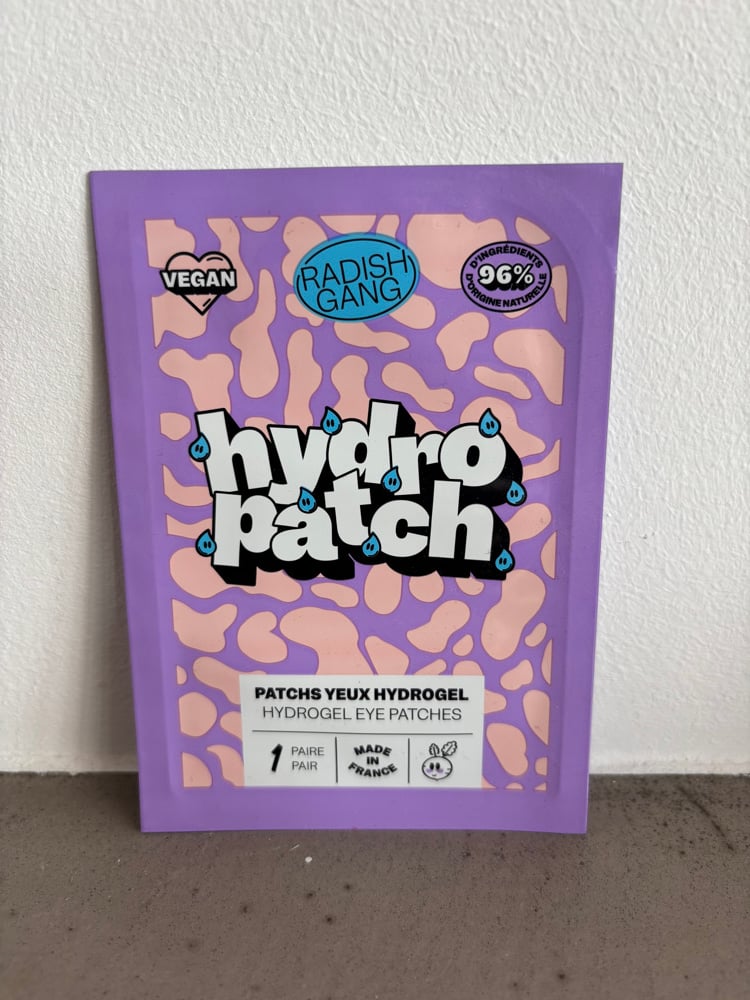 VEGAN
RADISH
GANG
D'INGRÉDIENTS
96%
D'ORIGINE NATURELLE
hydro
patch
PATCHS YEUX HYDROGEL
HYDROGEL EYE PATCHES
1 PAIRE
PAIR
MADE
IN
FRANCE